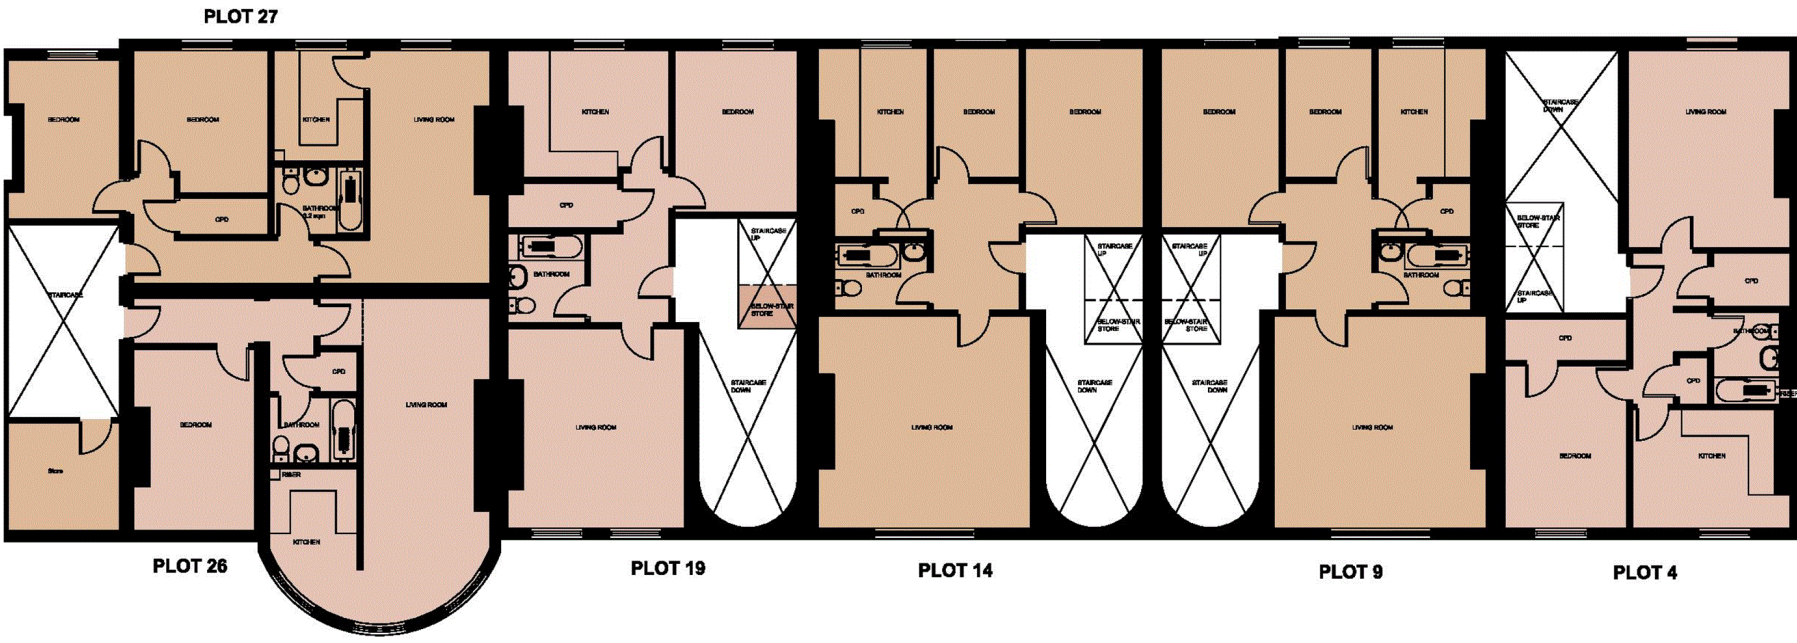 PLOT 27
BEDROOM
BEDROOM
KITCHEN
LIVING ROOM
BATHROOM
3.2 sqm
CPD
STAIRCASE
Store
BEDROOM
CPD
BATHROOM
LIVING ROOM
RISER
KITCHEN
PLOT 26
KITCHEN
BEDROOM
CPD
BATHROOM
STAIRCASE
UP
BELOW-STAIR
STORE
STAIRCASE
DOWN
LIVING ROOM
PLOT 19
KITCHEN
BEDROOM
BEDROOM
CPD
BATHROOM
STAIRCASE
UP
BELOW-STAIR
STORE
STAIRCASE
DOWN
LIVING ROOM
PLOT 14
BEDROOM
BEDROOM
KITCHEN
CPD
BATHROOM
STAIRCASE
UP
BELOW-STAIR
STORE
STAIRCASE
DOWN
LIVING ROOM
PLOT 9
STAIRCASE
DOWN
LIVING ROOM
BELOW-STAIR
STORE
STAIRCASE
UP
CPD
BATHROOM
CPD
CPD
RISER
BEDROOM
KITCHEN
PLOT 4